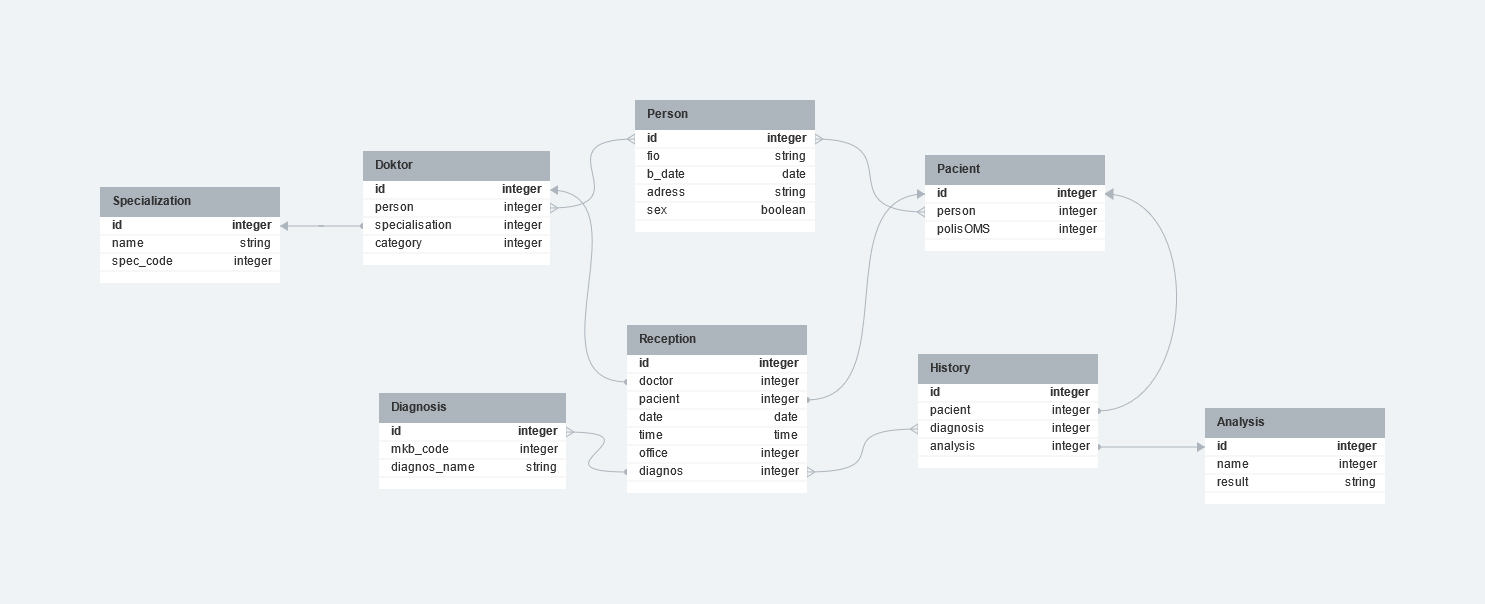 Person
id integer
fio string
b_date date
adress string
sex boolean
Doktor
id integer
person integer
specialisation integer
category integer
Pacient
id integer
person integer
polisOMS integer
Specialization
id integer
name string
spec_code integer
Reception
id integer
doctor integer
pacient integer
date date
time time
office integer
diagnos integer
History
id integer
pacient integer
diagnosis integer
analysis integer
Diagnosis
id integer
mkb_code integer
diagnos_name string
Analysis
id integer
name integer
result string